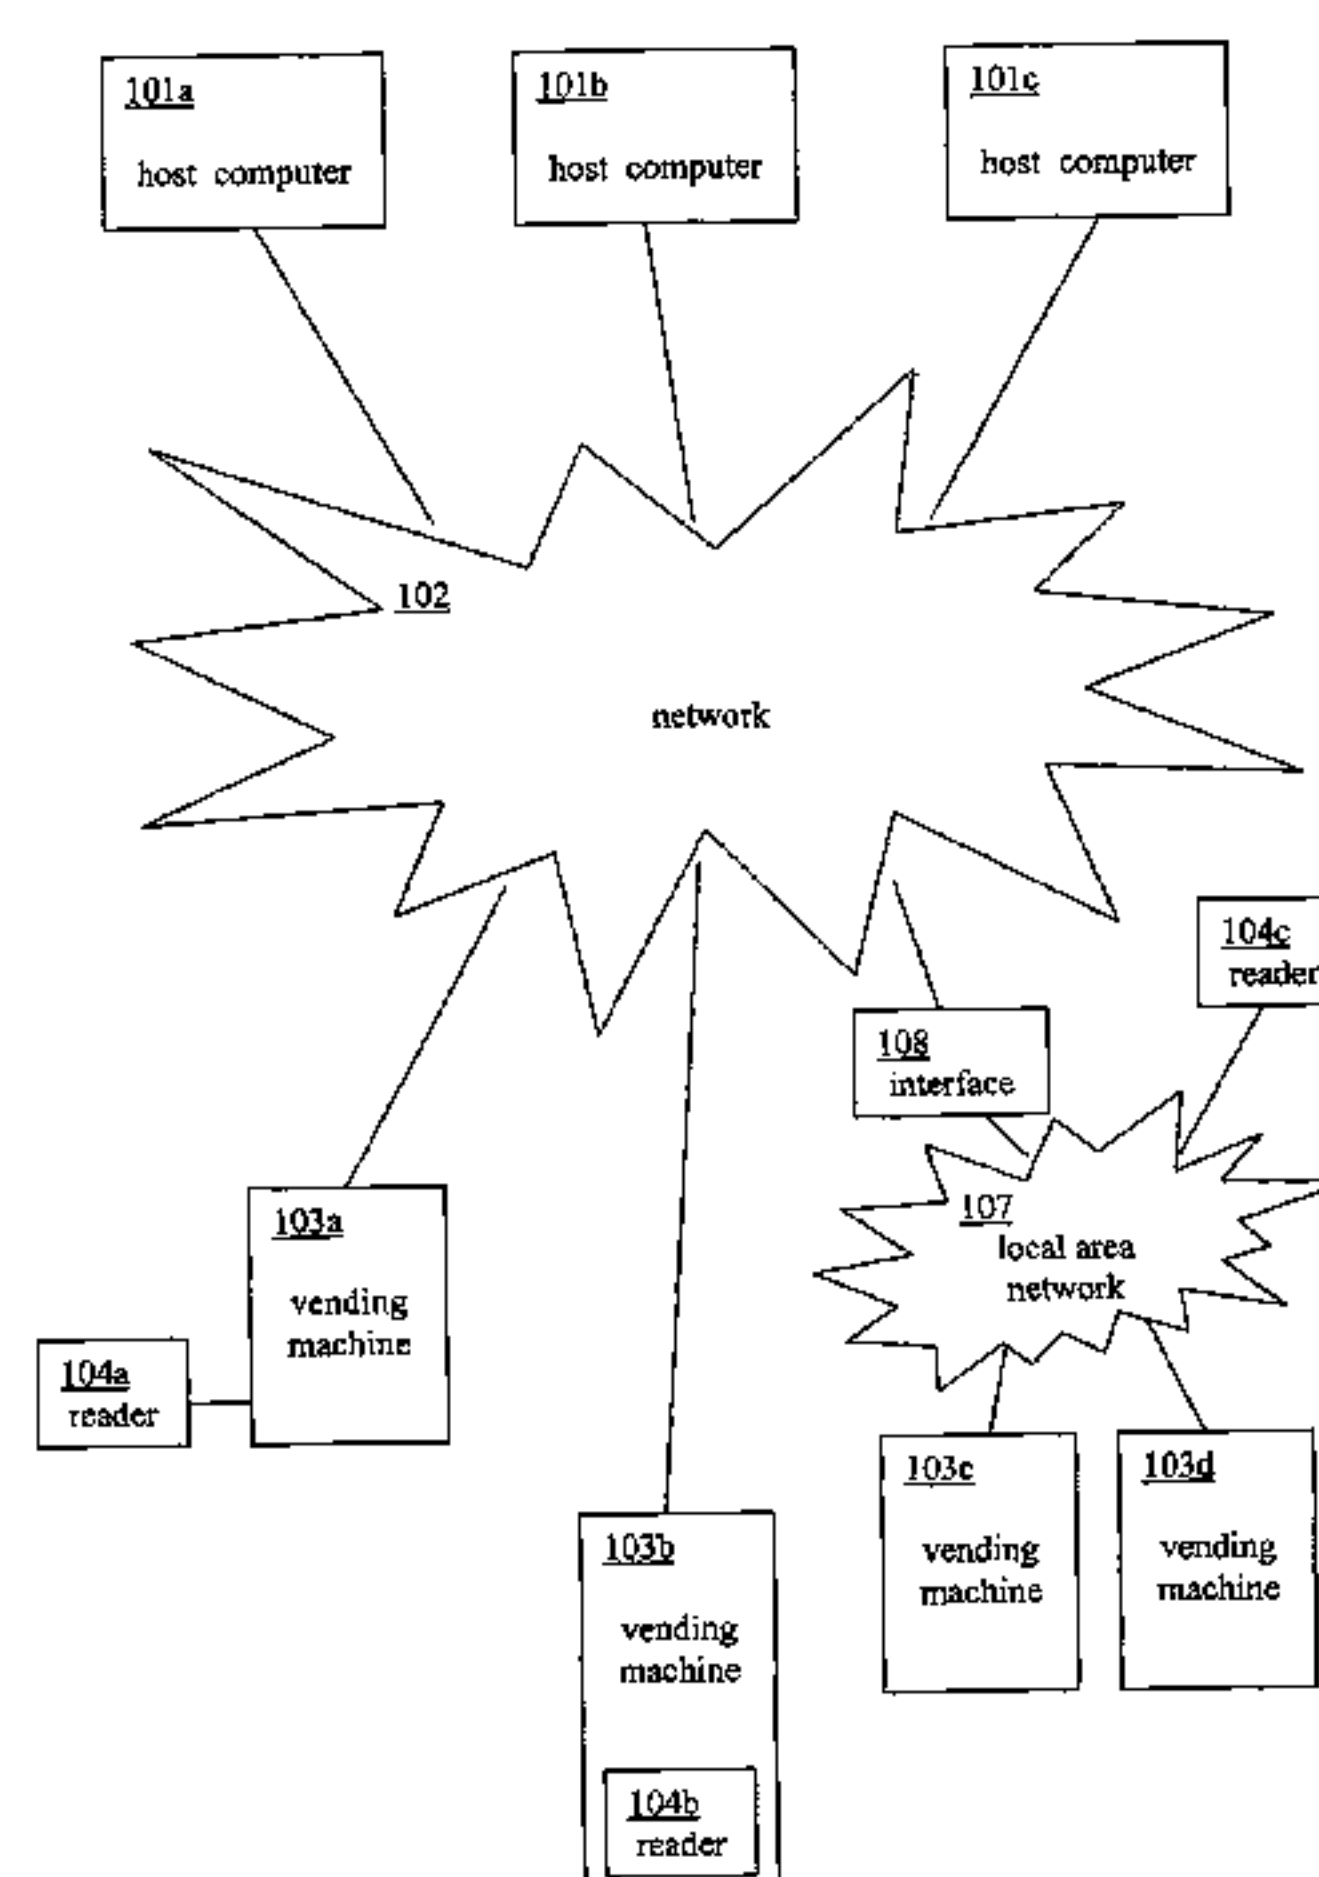 101a
host computer
101b
host computer
101c
host computer
102
network
104c
reader
108
interface
107
local area
network
103a
vending
machine
104a
reader
103c
vending
machine
103d
vending
machine
103b
vending
machine
104b
reader